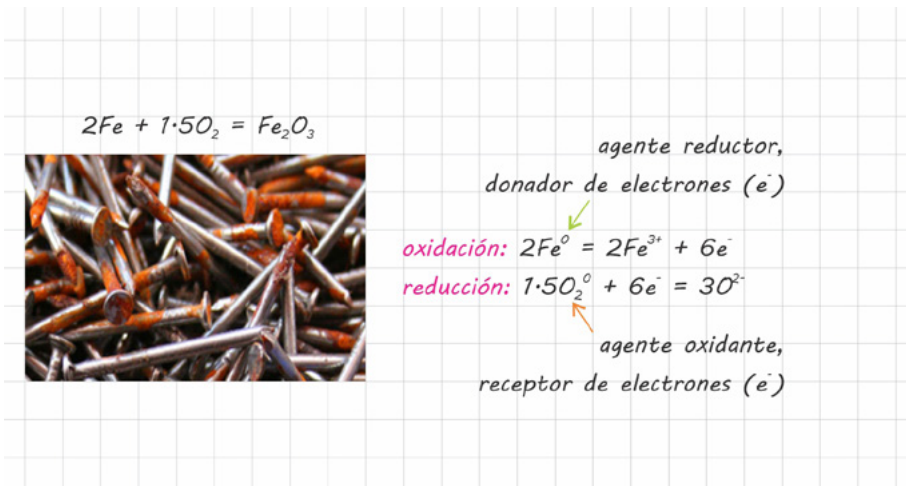 2Fe + 1·5O₂ = Fe₂O₃
agente reductor,
donador de electrones (e⁻)
oxidación: 2Fe⁰ = 2Fe³⁺ + 6e⁻
reducción: 1·5O₂⁰ + 6e⁻ = 3O²⁻
agente oxidante,
receptor de electrones (e⁻)